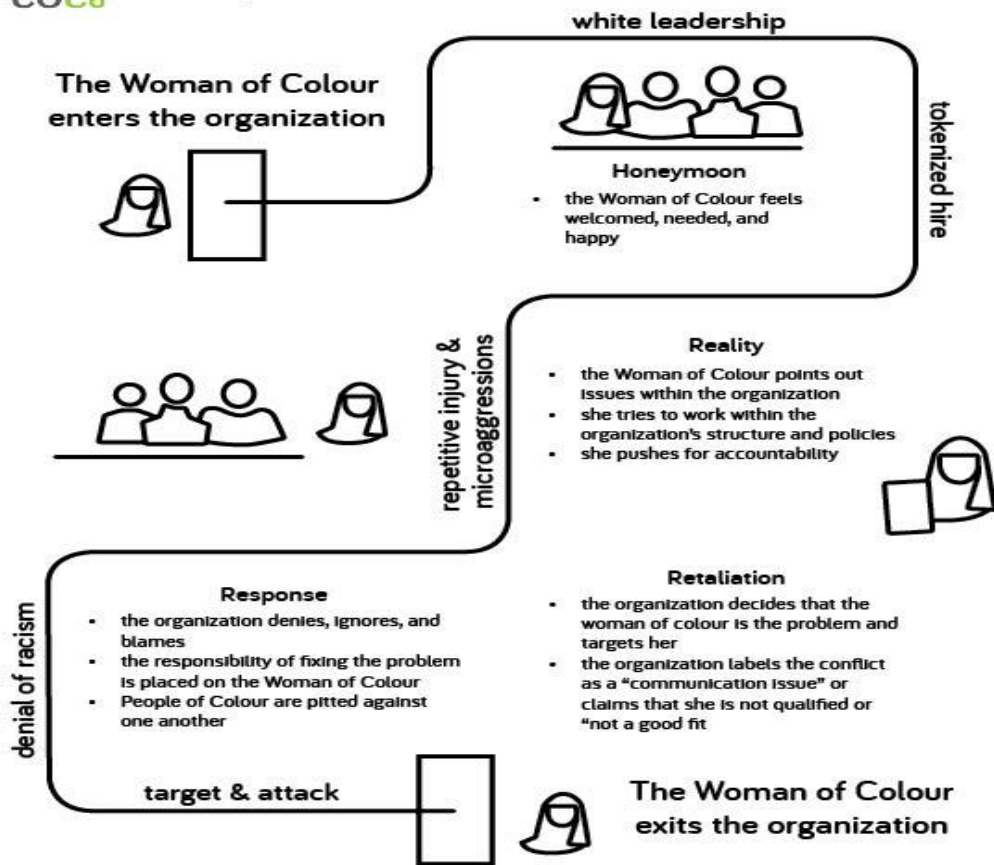 COCo
white leadership
The Woman of Colour
enters the organization
tokenized hire
Honeymoon
• the Woman of Colour feels
welcomed, needed, and
happy
repetitive injury &
microaggressions
Reality
• the Woman of Colour points out
issues within the organization
• she tries to work within the
organization's structure and policies
• she pushes for accountability
denial of racism
Response
• the organization denies, ignores, and
blames
• the responsibility of fixing the problem
is placed on the Woman of Colour
• People of Colour are pitted against
one another
Retaliation
• the organization decides that the
woman of colour is the problem and
targets her
• the organization labels the conflict
as a “communication issue” or
claims that she is not qualified or
“not a good fit
target & attack
The Woman of Colour
exits the organization